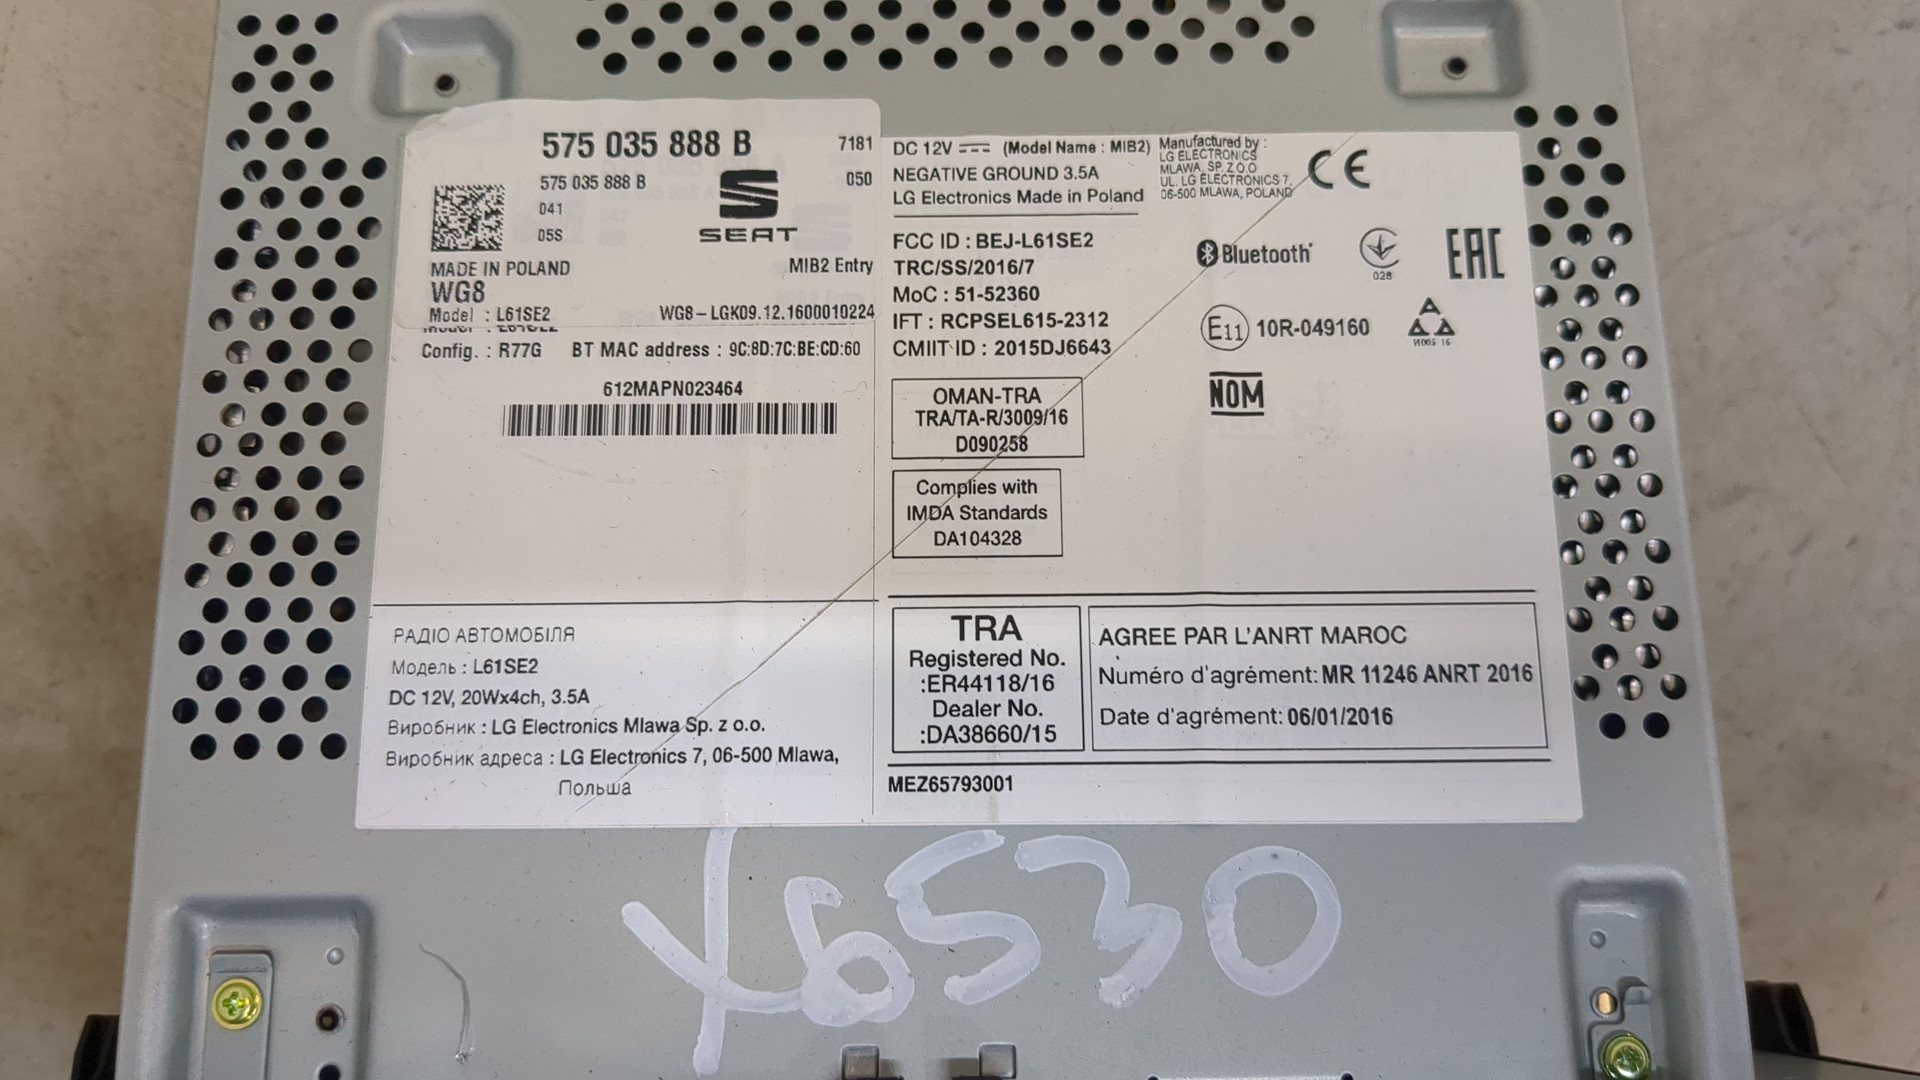 575 035 888 B
7181
575 035 888 B
050
041
05S
SEAT
MADE IN POLAND
MIB2 Entry
WG8
Model : L61SE2
WG8-LGK09.12.1600010224
Config. : R77G BT MAC address : 9C:8D:7C:BE:CD:60
612MAPN023464
DC 12V (Model Name : MIB2)
NEGATIVE GROUND 3.5A
LG Electronics Made in Poland
Manufactured by :
LG ELECTRONICS
MLAWA, SP. Z O.O
UL. LG ELECTRONICS 7,
06-500 MLAWA, POLAND
CE
FCC ID : BEJ-L61SE2
TRC/SS/2016/7
MoC : 51-52360
IFT : RCPSEL615-2312
CMIIT ID : 2015DJ6643
Bluetooth
028
EAC
E11 10R-049160
NOM
OMAN-TRA
TRA/TA-R/3009/16
D090258
Complies with
IMDA Standards
DA104328
РАДІО АВТОМОБІЛЯ
Модель : L61SE2
DC 12V, 20Wx4ch, 3.5A
Виробник : LG Electronics Mlawa Sp. z o.o.
Виробник адреса : LG Electronics 7, 06-500 Mlawa,
Польша
TRA
Registered No.
:ER44118/16
Dealer No.
:DA38660/15
AGREE PAR L'ANRT MAROC
Numéro d'agrément: MR 11246 ANRT 2016
Date d'agrément: 06/01/2016
MEZ65793001
X6530